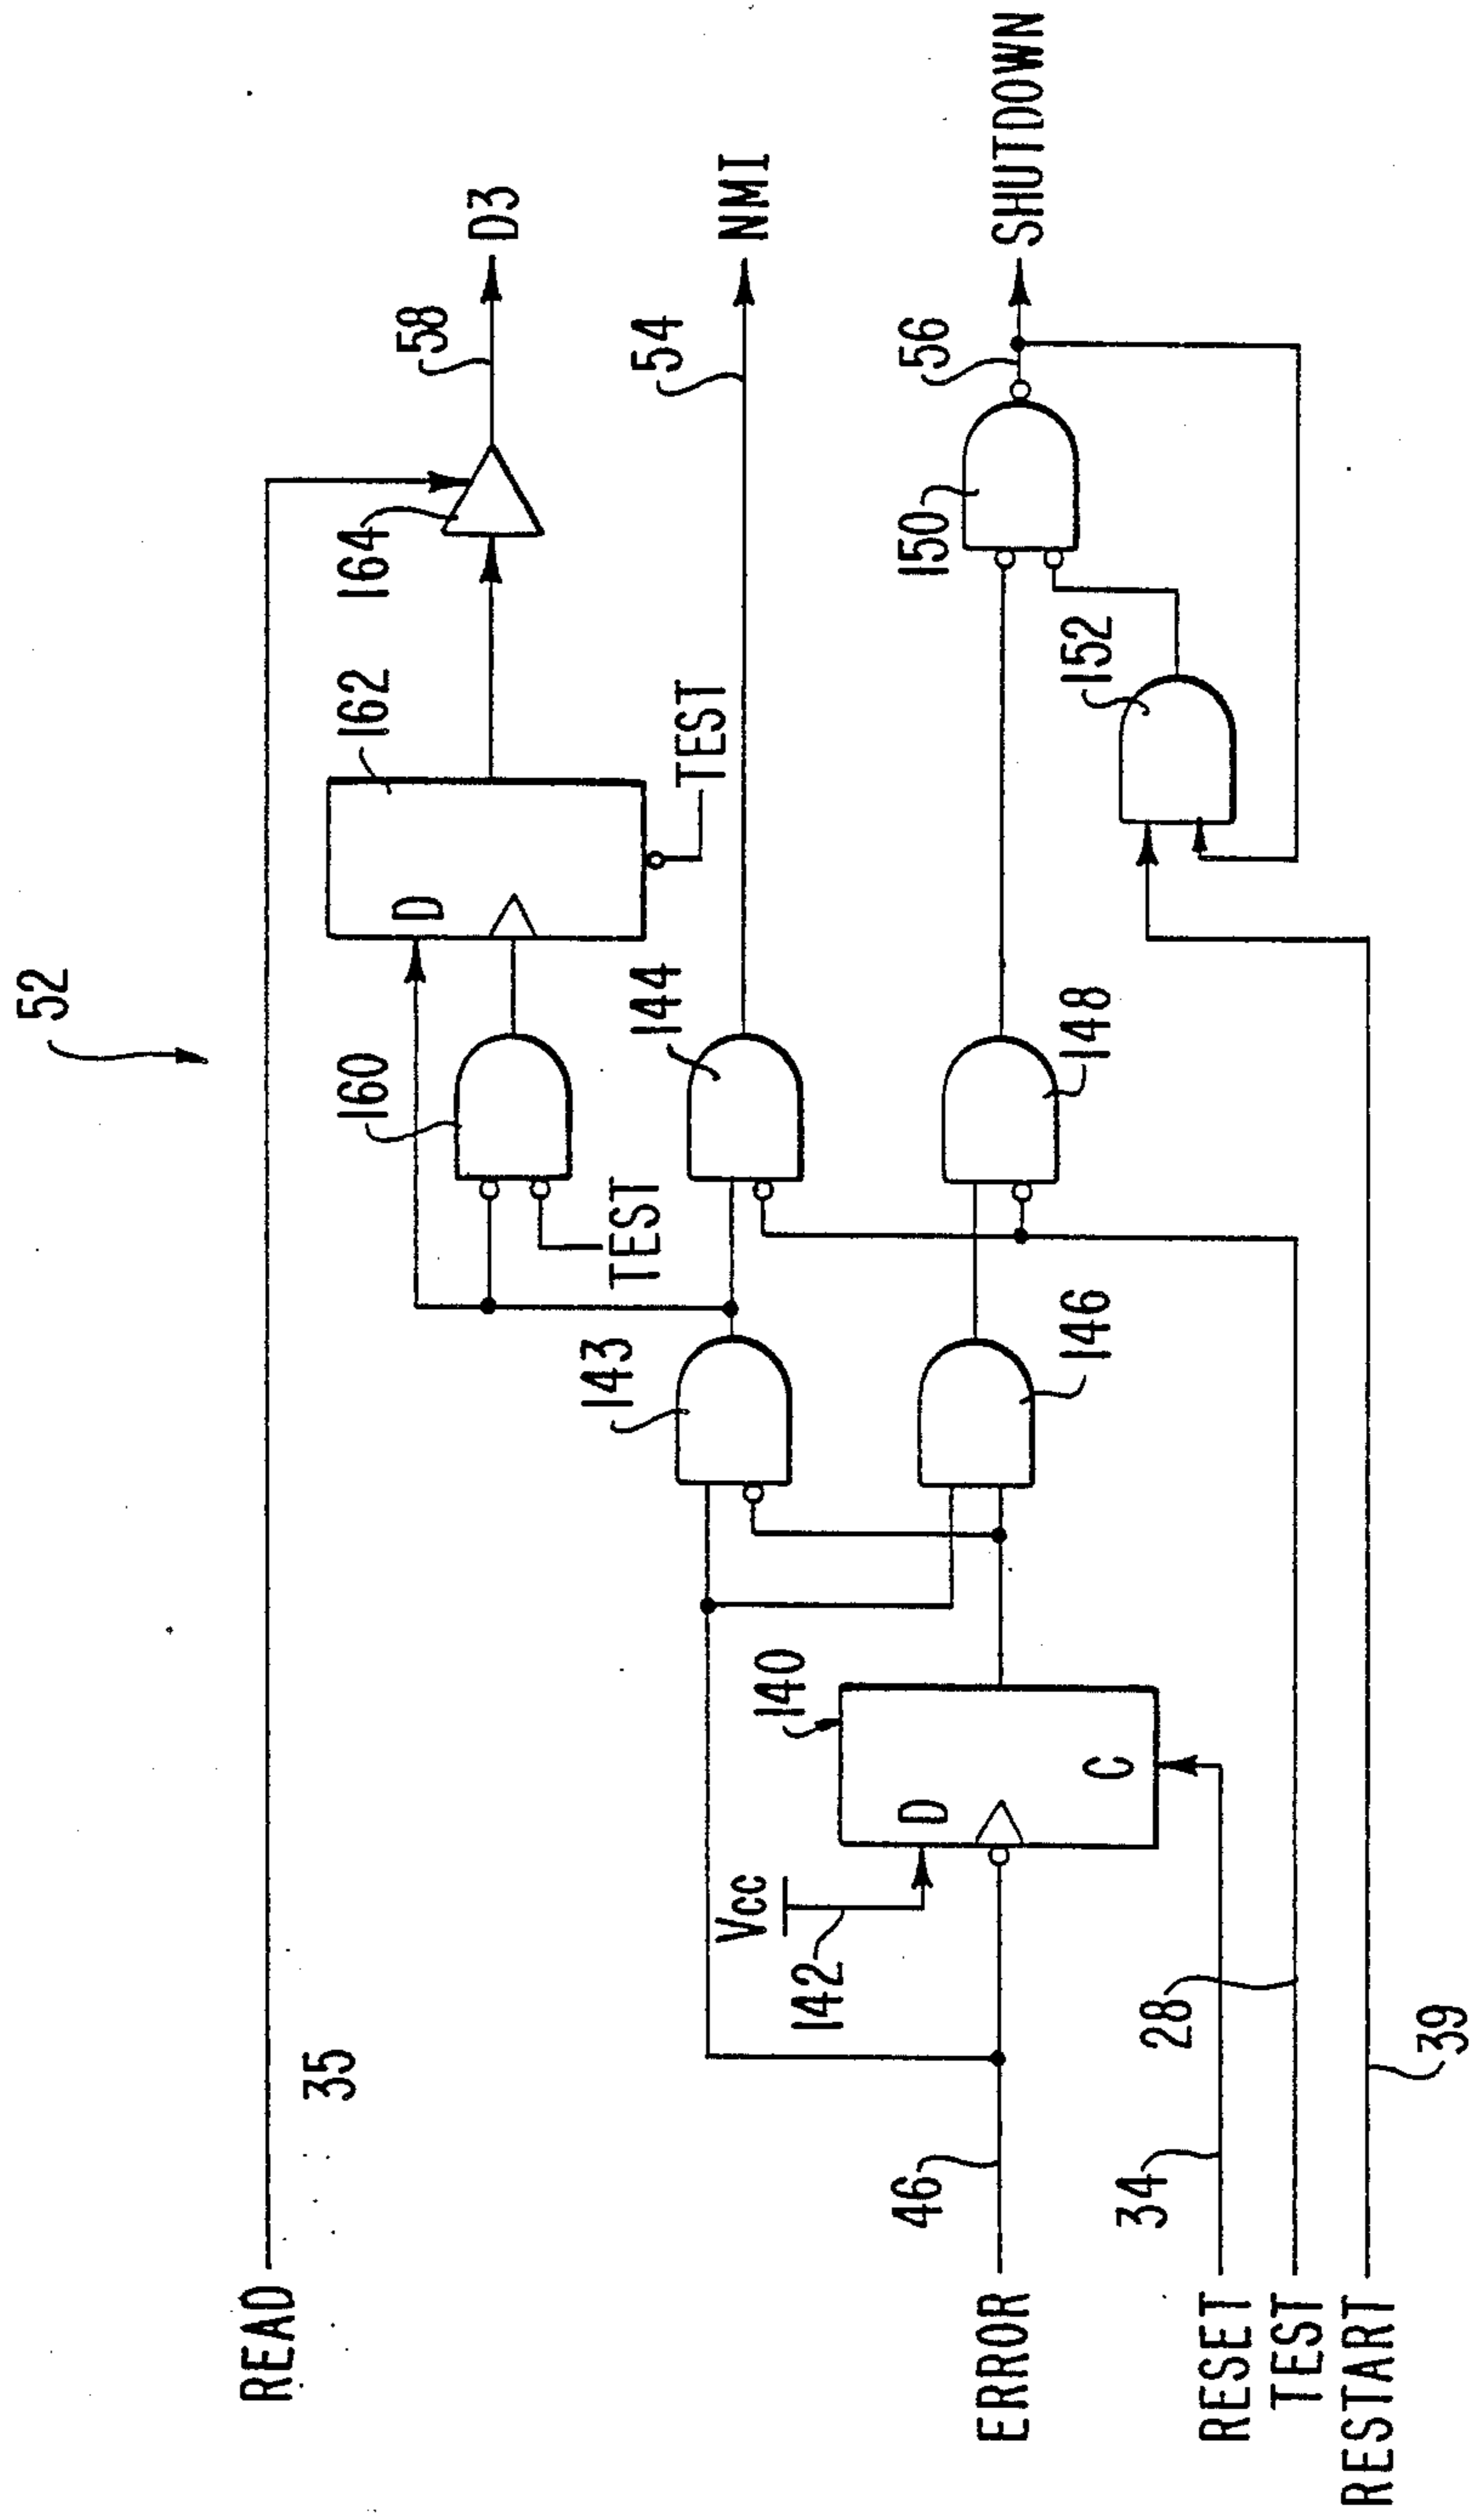 52
READ
35
164
58
D3
162
D
160
TEST
TEST
143
144
54
NMI
Vcc
142
140
D
C
ERROR
46
146
148
150
56
SHUTDOWN
152
RESET
34
TEST
28
RESTART
39